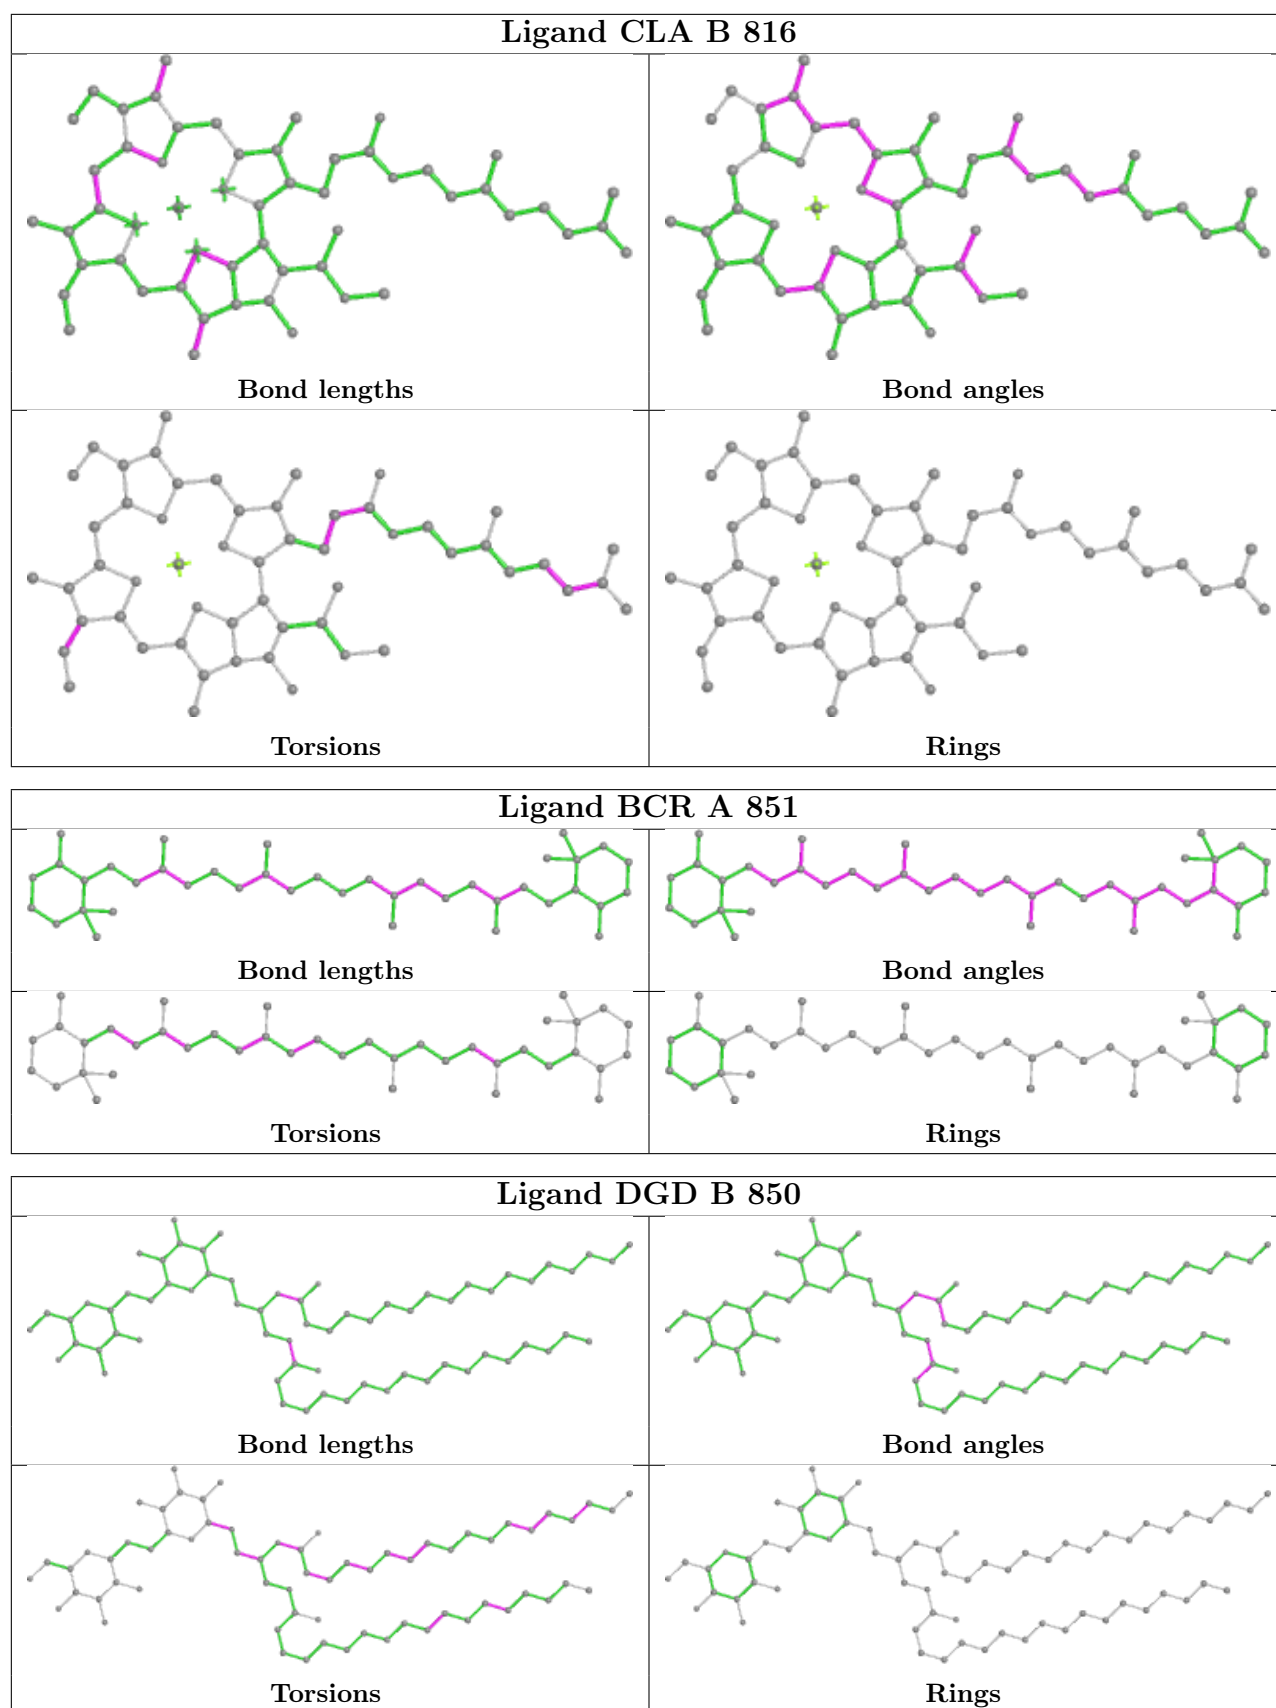 Ligand CLA B 816
Bond lengths
Bond angles
Torsions
Rings
Ligand BCR A 851
Bond lengths
Bond angles
Torsions
Rings
Ligand DGD B 850
Bond lengths
Bond angles
Torsions
Rings